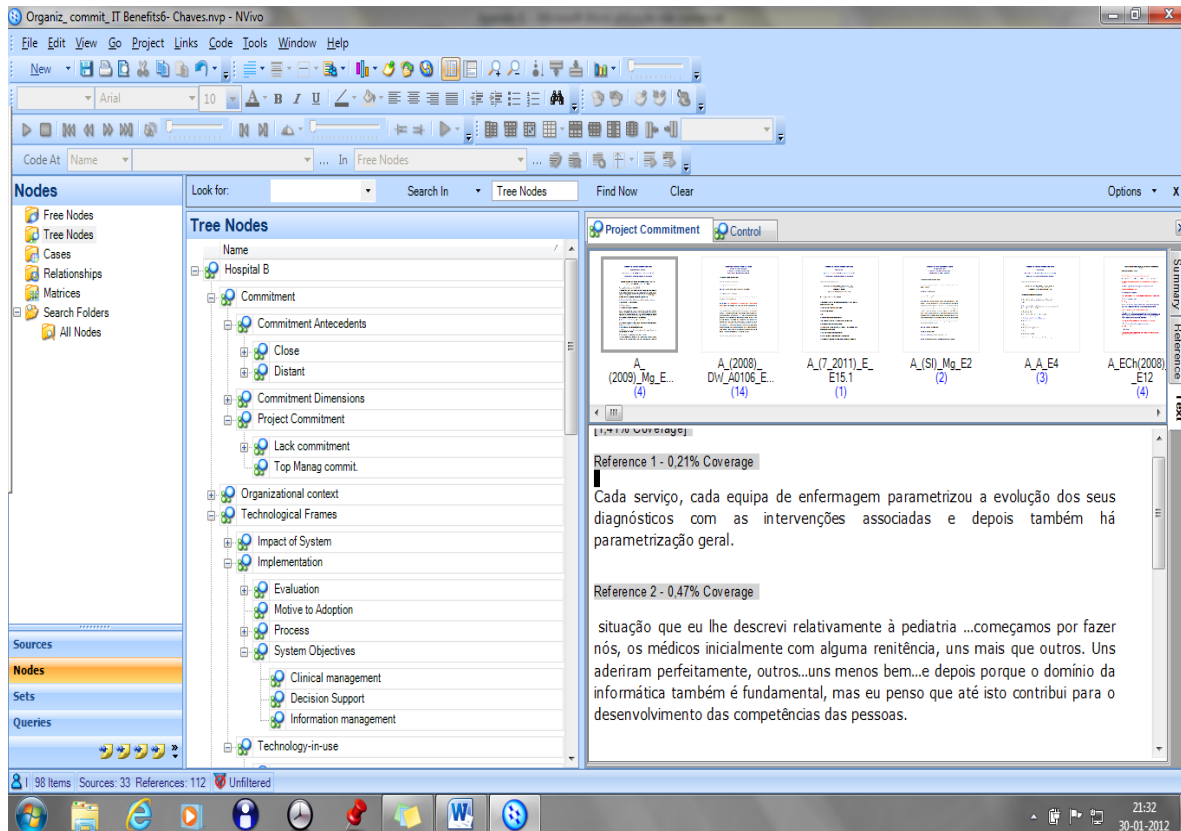 Organiz_ commit_ IT Benefits6- Chaves.nvp - NVivo
File Edit View Go Project Links Code Tools Window Help
New
Arial 10 A B I U
Code At Name ... In Free Nodes ...
Nodes
Free Nodes
Tree Nodes
Cases
Relationships
Matrices
Search Folders
All Nodes
Sources
Nodes
Sets
Queries
Look for: Search In Tree Nodes Find Now Clear Options x
Tree Nodes
Name
Hospital B
Commitment
Commitment Antecedents
Close
Distant
Commitment Dimensions
Project Commitment
Lack commitment
Top Manag commit.
Organizational context
Technological Frames
Impact of System
Implementation
Evaluation
Motive to Adoption
Process
System Objectives
Clinical management
Decision Support
Information management
Technology-in-use
Project Commitment Control
A_ (2009)_Mg_E... (4)
A_(2008)_ DW_A0106_E... (14)
A_(7_2011)_E_ E15.1 (1)
A_(SI)_Mg_E2 (2)
A_A_E4 (3)
A_ECh(2008) _E12 (4)
Summary
Reference
Text
[1,41% Coverage]
Reference 1 - 0,21% Coverage
Cada serviço, cada equipa de enfermagem parametrizou a evolução dos seus
diagnósticos com as intervenções associadas e depois também há
parametrização geral.
Reference 2 - 0,47% Coverage
situação que eu lhe descrevi relativamente à pediatria ...começamos por fazer
nós, os médicos inicialmente com alguma renitência, uns mais que outros. Uns
aderiram perfeitamente, outros...uns menos bem...e depois porque o domínio da
informática também é fundamental, mas eu penso que até isto contribui para o
desenvolvimento das competências das pessoas.
I 98 Items Sources: 33 References: 112 Unfiltered
21:32
30-01-2012